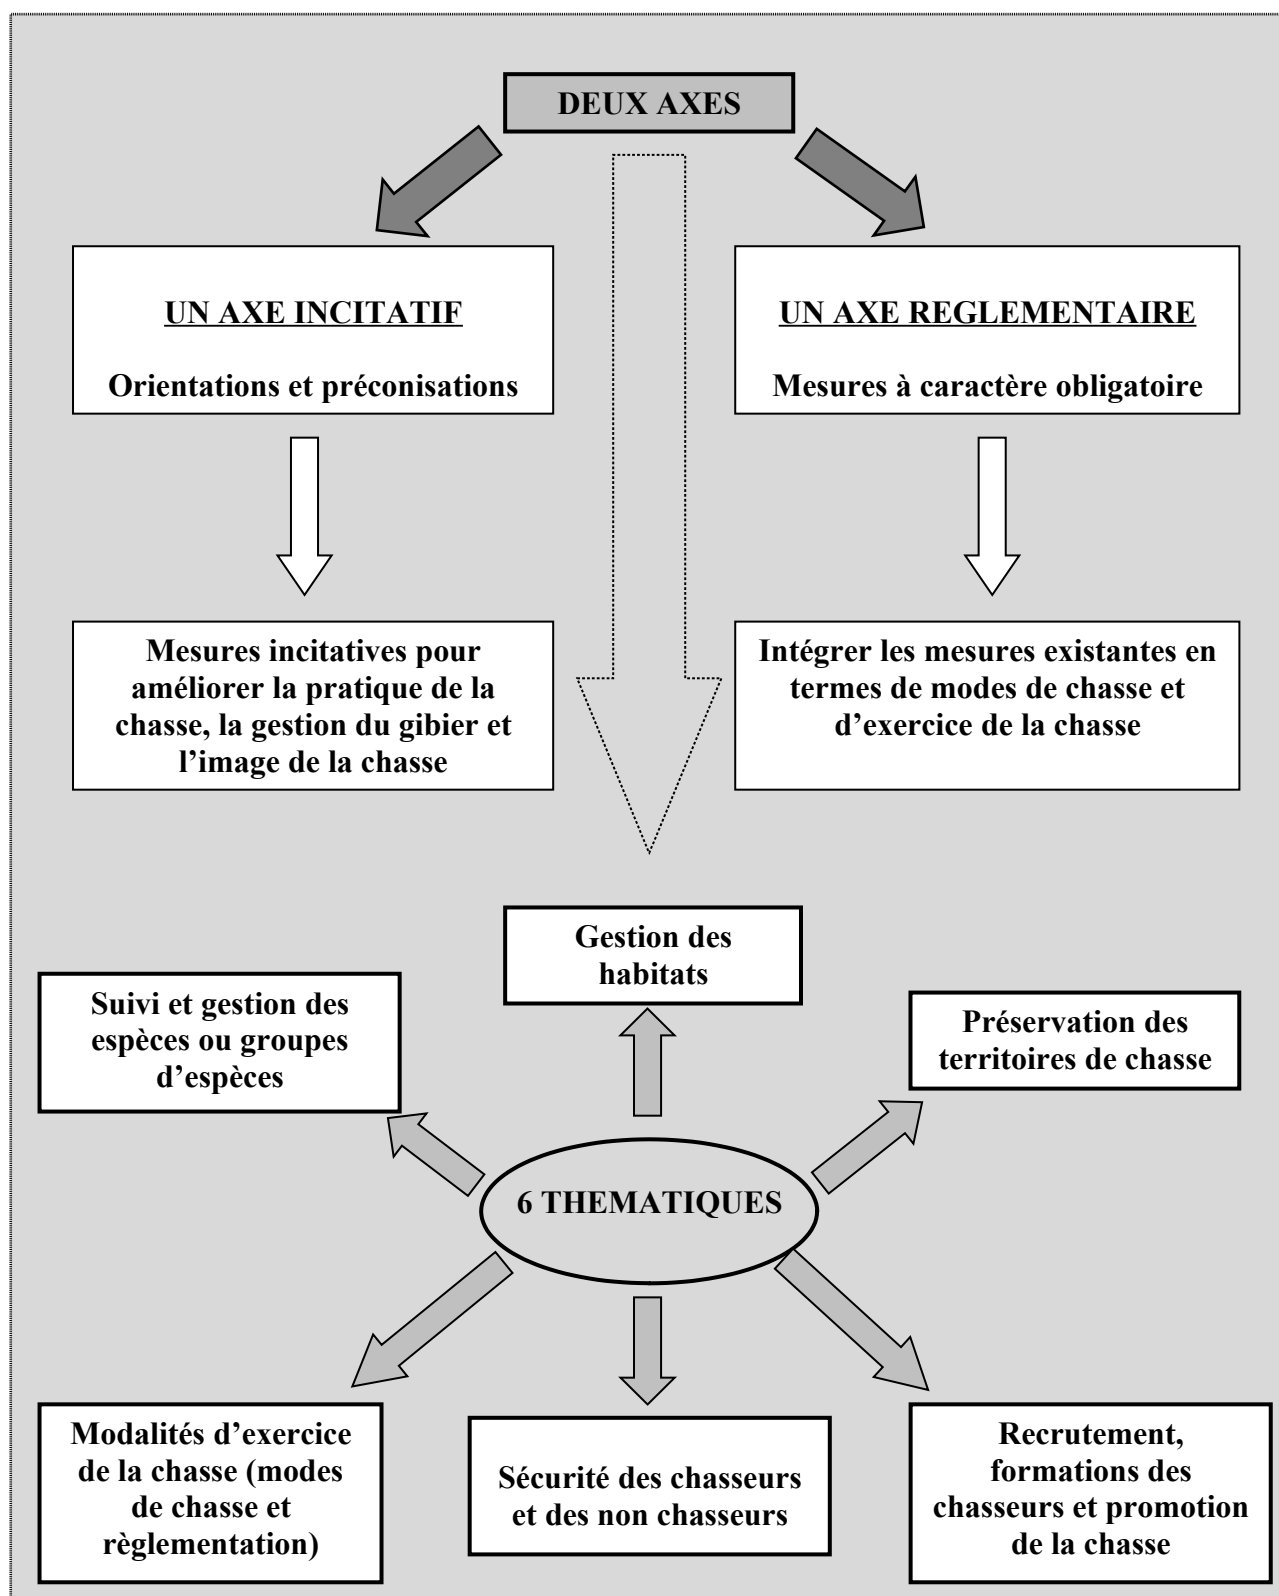 DEUX AXES
UN AXE INCITATIF
Orientations et préconisations
UN AXE REGLEMENTAIRE
Mesures à caractère obligatoire
Mesures incitatives pour
améliorer la pratique de la
chasse, la gestion du gibier et
l’image de la chasse
Intégrer les mesures existantes en
termes de modes de chasse et
d’exercice de la chasse
Gestion des
habitats
Suivi et gestion des
espèces ou groupes
d’espèces
Préservation des
territoires de chasse
6 THEMATIQUES
Modalités d’exercice
de la chasse (modes
de chasse et
règlementation)
Sécurité des chasseurs
et des non chasseurs
Recrutement,
formations des
chasseurs et promotion
de la chasse